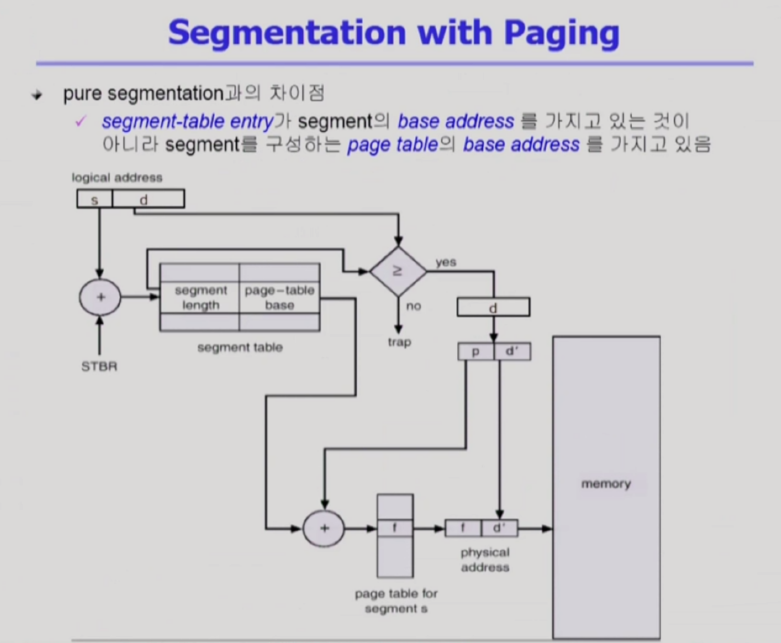 Segmentation with Paging
pure segmentation과의 차이점
segment-table entry가 segment의 base address 를 가지고 있는 것이
아니라 segment를 구성하는 page table의 base address 를 가지고 있음
logical address
s d
≥
yes
+
segment length
page-table base
no
d
trap
segment table
p d'
STBR
memory
+
f
f d'
physical
address
page table for
segment s